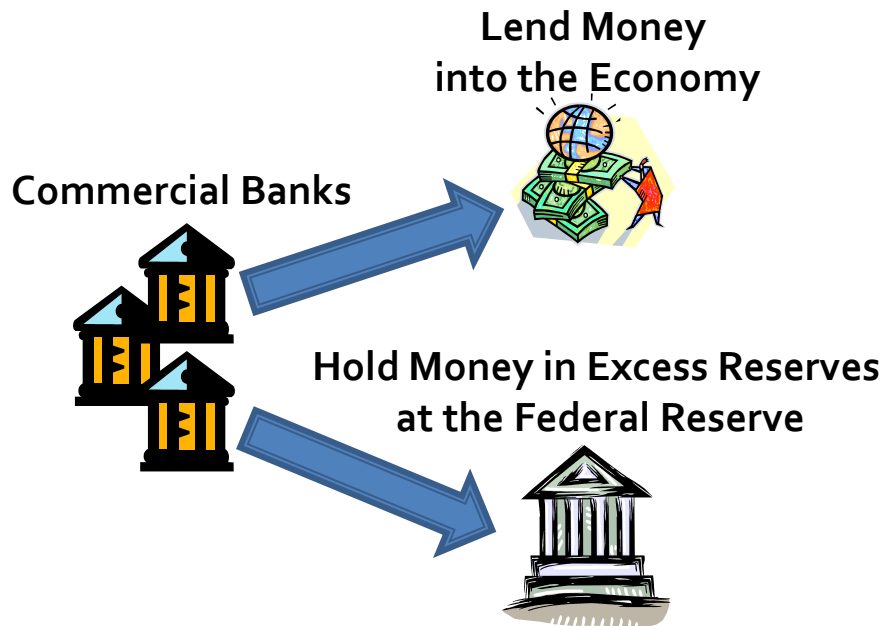 Lend Money
into the Economy
Commercial Banks
Hold Money in Excess Reserves
at the Federal Reserve